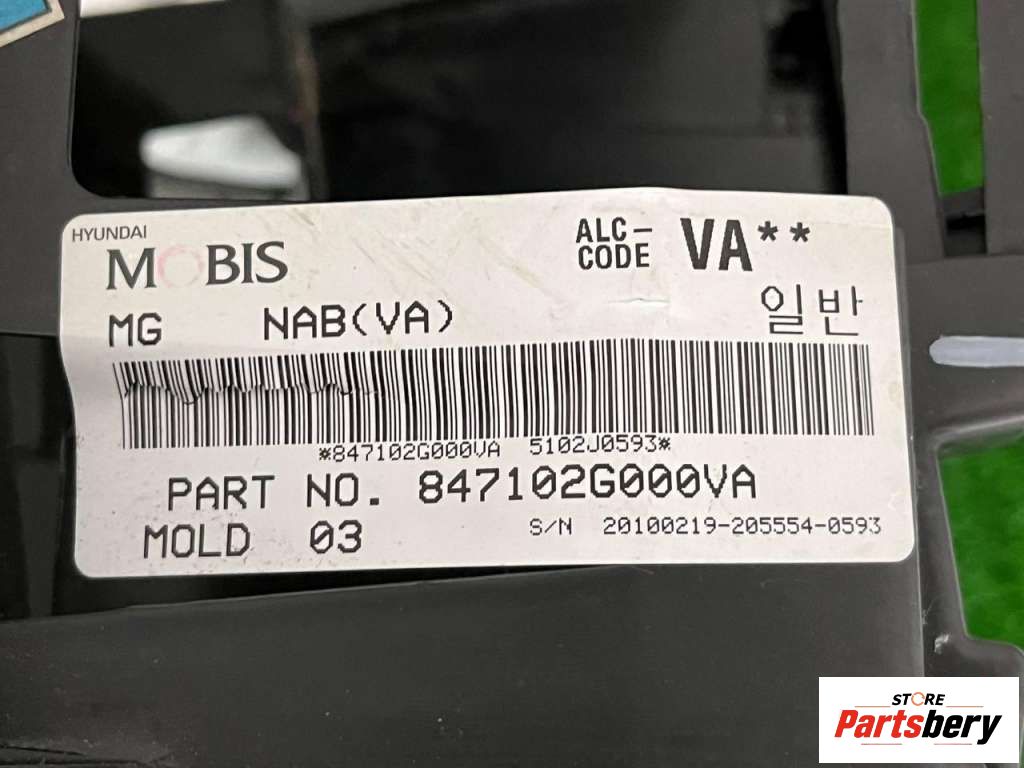 HYUNDAI
MOBIS
ALC-
CODE
VA**
MG NAB(VA) 일반
*847102G000VA 5102J0593*
PART NO. 847102G000VA
MOLD 03 S/N 20100219-205554-0593
STORE
Partsbery